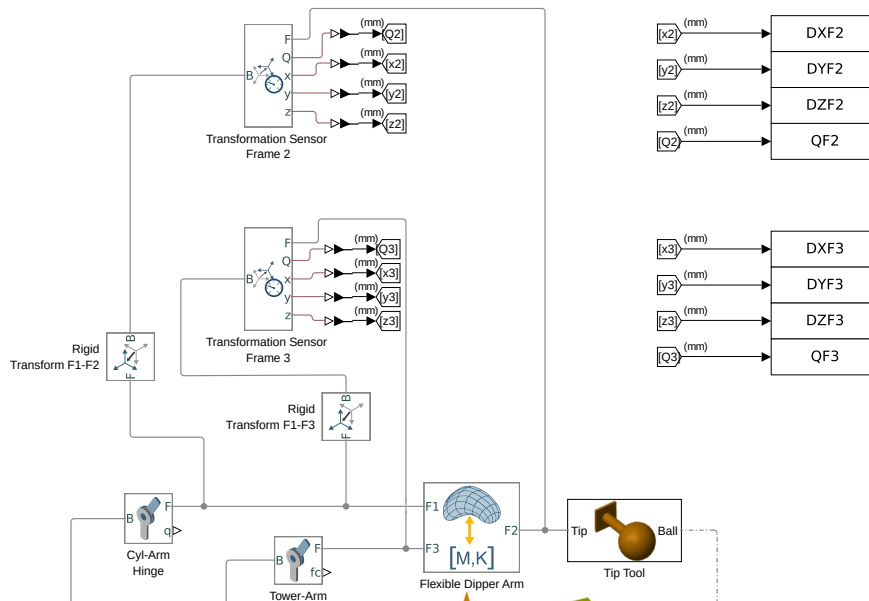 (mm)
F
[Q2]
(mm)
Q
B
x
[x2]
(mm)
y
[y2]
(mm)
z
[z2]
Transformation Sensor
Frame 2
[x2]
(mm)
DXF2
[y2]
(mm)
DYF2
[z2]
(mm)
DZF2
[Q2]
(mm)
QF2
(mm)
F
[Q3]
(mm)
Q
B
x
[x3]
(mm)
y
[y3]
(mm)
z
[z3]
Transformation Sensor
Frame 3
[x3]
(mm)
DXF3
[y3]
(mm)
DYF3
[z3]
(mm)
DZF3
[Q3]
(mm)
QF3
B
Rigid
Transform F1-F2
F
B
Rigid
Transform F1-F3
F
B
F
q
Cyl-Arm
Hinge
B
F
fc
Tower-Arm
F1
F2
F3
[M,K]
Flexible Dipper Arm
Tip
Ball
Tip Tool